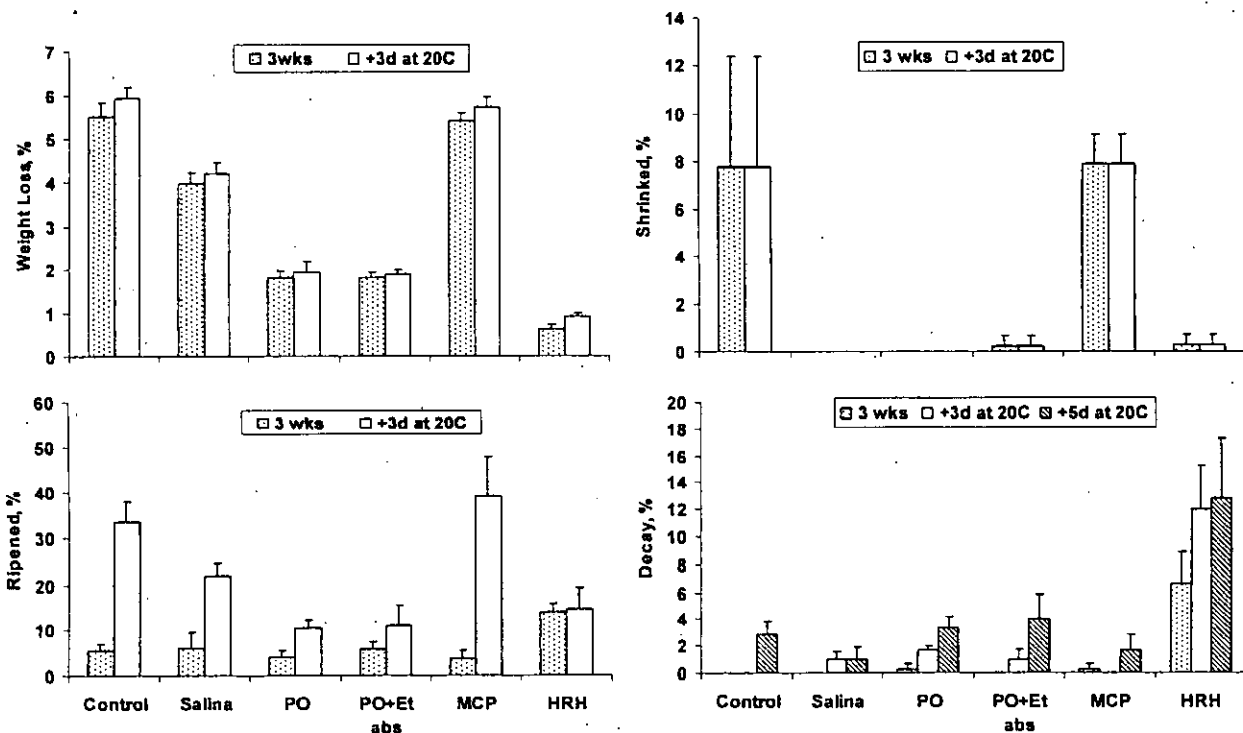 Weight Loss, %
7
6
5
4
3
2
1
0
3wks +3d at 20C
Shrinked, %
14
12
10
8
6
4
2
0
3 wks +3d at 20C
Ripened, %
60
50
40
30
20
10
0
3 wks +3d at 20C
Control Salina PO PO+Et MCP HRH
abs
Decay, %
20
18
16
14
12
10
8
6
4
2
0
3 wks +3d at 20C +5d at 20C
Control Salina PO PO+Et MCP HRH
abs